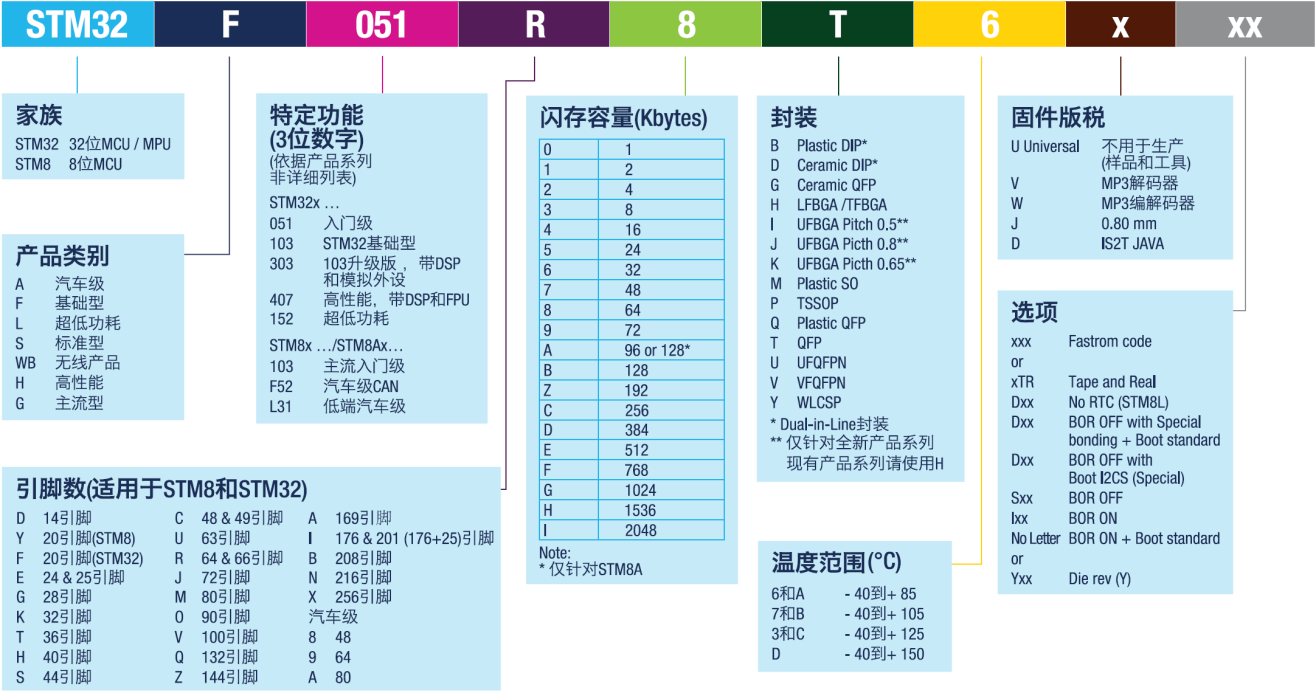 STM32 F 051 R 8 T 6 x xx
家族
STM32 32位MCU / MPU
STM8 8位MCU
产品类别
A 汽车级
F 基础型
L 超低功耗
S 标准型
WB 无线产品
H 高性能
G 主流型
特定功能
(3位数字)
(依据产品系列
非详细列表)
STM32x ...
051 入门级
103 STM32基础型
303 103升级版，带DSP
和模拟外设
407 高性能，带DSP和FPU
152 超低功耗
STM8x .../STM8Ax...
103 主流入门级
F52 汽车级CAN
L31 低端汽车级
引脚数(适用于STM8和STM32)
D 14引脚 C 48 & 49引脚 A 169引脚
Y 20引脚(STM8) U 63引脚 I 176 & 201 (176+25)引脚
F 20引脚(STM32) R 64 & 66引脚 B 208引脚
E 24 & 25引脚 J 72引脚 N 216引脚
G 28引脚 M 80引脚 X 256引脚
K 32引脚 O 90引脚 汽车级
T 36引脚 V 100引脚 8 48
H 40引脚 Q 132引脚 9 64
S 44引脚 Z 144引脚 A 80
闪存容量(Kbytes)
0 1
1 2
2 4
3 8
4 16
5 24
6 32
7 48
8 64
9 72
A 96 or 128*
B 128
Z 192
C 256
D 384
E 512
F 768
G 1024
H 1536
I 2048
Note:
* 仅针对STM8A
封装
B Plastic DIP*
D Ceramic DIP*
G Ceramic QFP
H LFBGA /TFBGA
I UFBGA Pitch 0.5**
J UFBGA Picth 0.8**
K UFBGA Picth 0.65**
M Plastic SO
P TSSOP
Q Plastic QFP
T QFP
U UFQFPN
V VFQFPN
Y WLCSP
* Dual-in-Line封装
** 仅针对全新产品系列
现有产品系列请使用H
温度范围(°C)
6和A - 40到+ 85
7和B - 40到+ 105
3和C - 40到+ 125
D - 40到+ 150
固件版税
U Universal 不用于生产
(样品和工具)
V MP3解码器
W MP3编解码器
J 0.80 mm
D IS2T JAVA
选项
xxx Fastrom code
or
xTR Tape and Real
Dxx No RTC (STM8L)
Dxx BOR OFF with Special
bonding + Boot standard
Dxx BOR OFF with
Boot I2CS (Special)
Sxx BOR OFF
Ixx BOR ON
No Letter BOR ON + Boot standard
or
Yxx Die rev (Y)